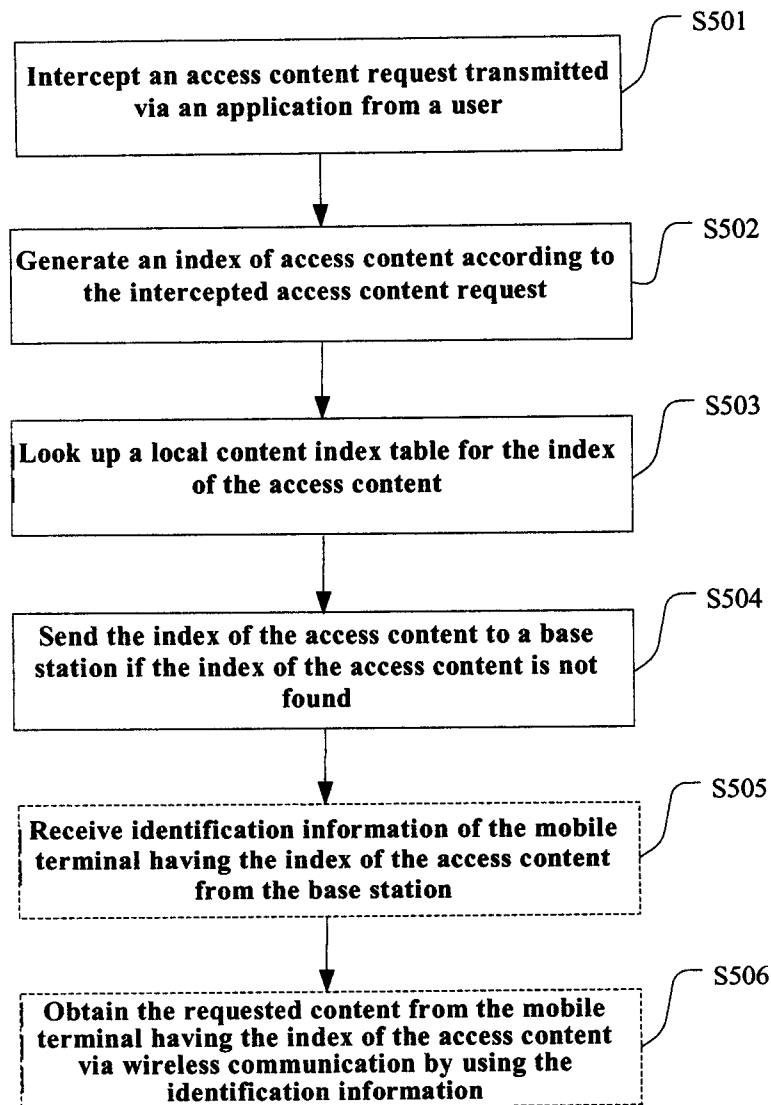 S501
Intercept an access content request transmitted
via an application from a user
S502
Generate an index of access content according to
the intercepted access content request
S503
Look up a local content index table for the index
of the access content
S504
Send the index of the access content to a base
station if the index of the access content is not
found
S505
Receive identification information of the mobile
terminal having the index of the access content
from the base station
S506
Obtain the requested content from the mobile
terminal having the index of the access content
via wireless communication by using the
identification information